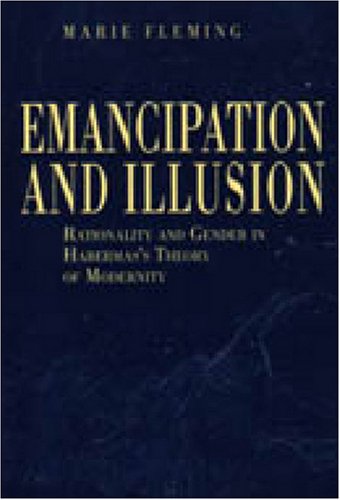 MARIE FLEMING
EMANCIPATION
AND ILLUSION
RATIONALITY AND GENDER IN
HABERMAS'S THEORY
OF MODERNITY